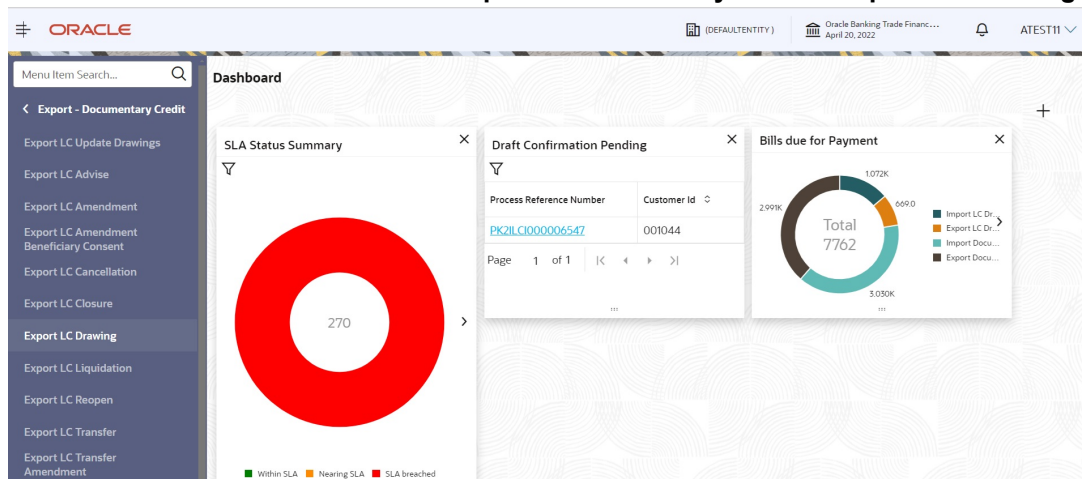 ORACLE
(DEFAULTENTITY)
Oracle Banking Trade Financ...
April 20, 2022
ATEST11
Menu Item Search...
Export - Documentary Credit
Export LC Update Drawings
Export LC Advise
Export LC Amendment
Export LC Amendment
Beneficiary Consent
Export LC Cancellation
Export LC Closure
Export LC Drawing
Export LC Liquidation
Export LC Reopen
Export LC Transfer
Export LC Transfer
Amendment
Dashboard
SLA Status Summary
270
Within SLA Nearing SLA SLA breached
Draft Confirmation Pending
Process Reference Number Customer Id
PK2ILCI000006547 001044
Page 1 of 1
Bills due for Payment
1.072K
669.0
2.991K
Total
7762
3.030K
Import LC Dr...
Export LC Dr...
Import Docu...
Export Docu...